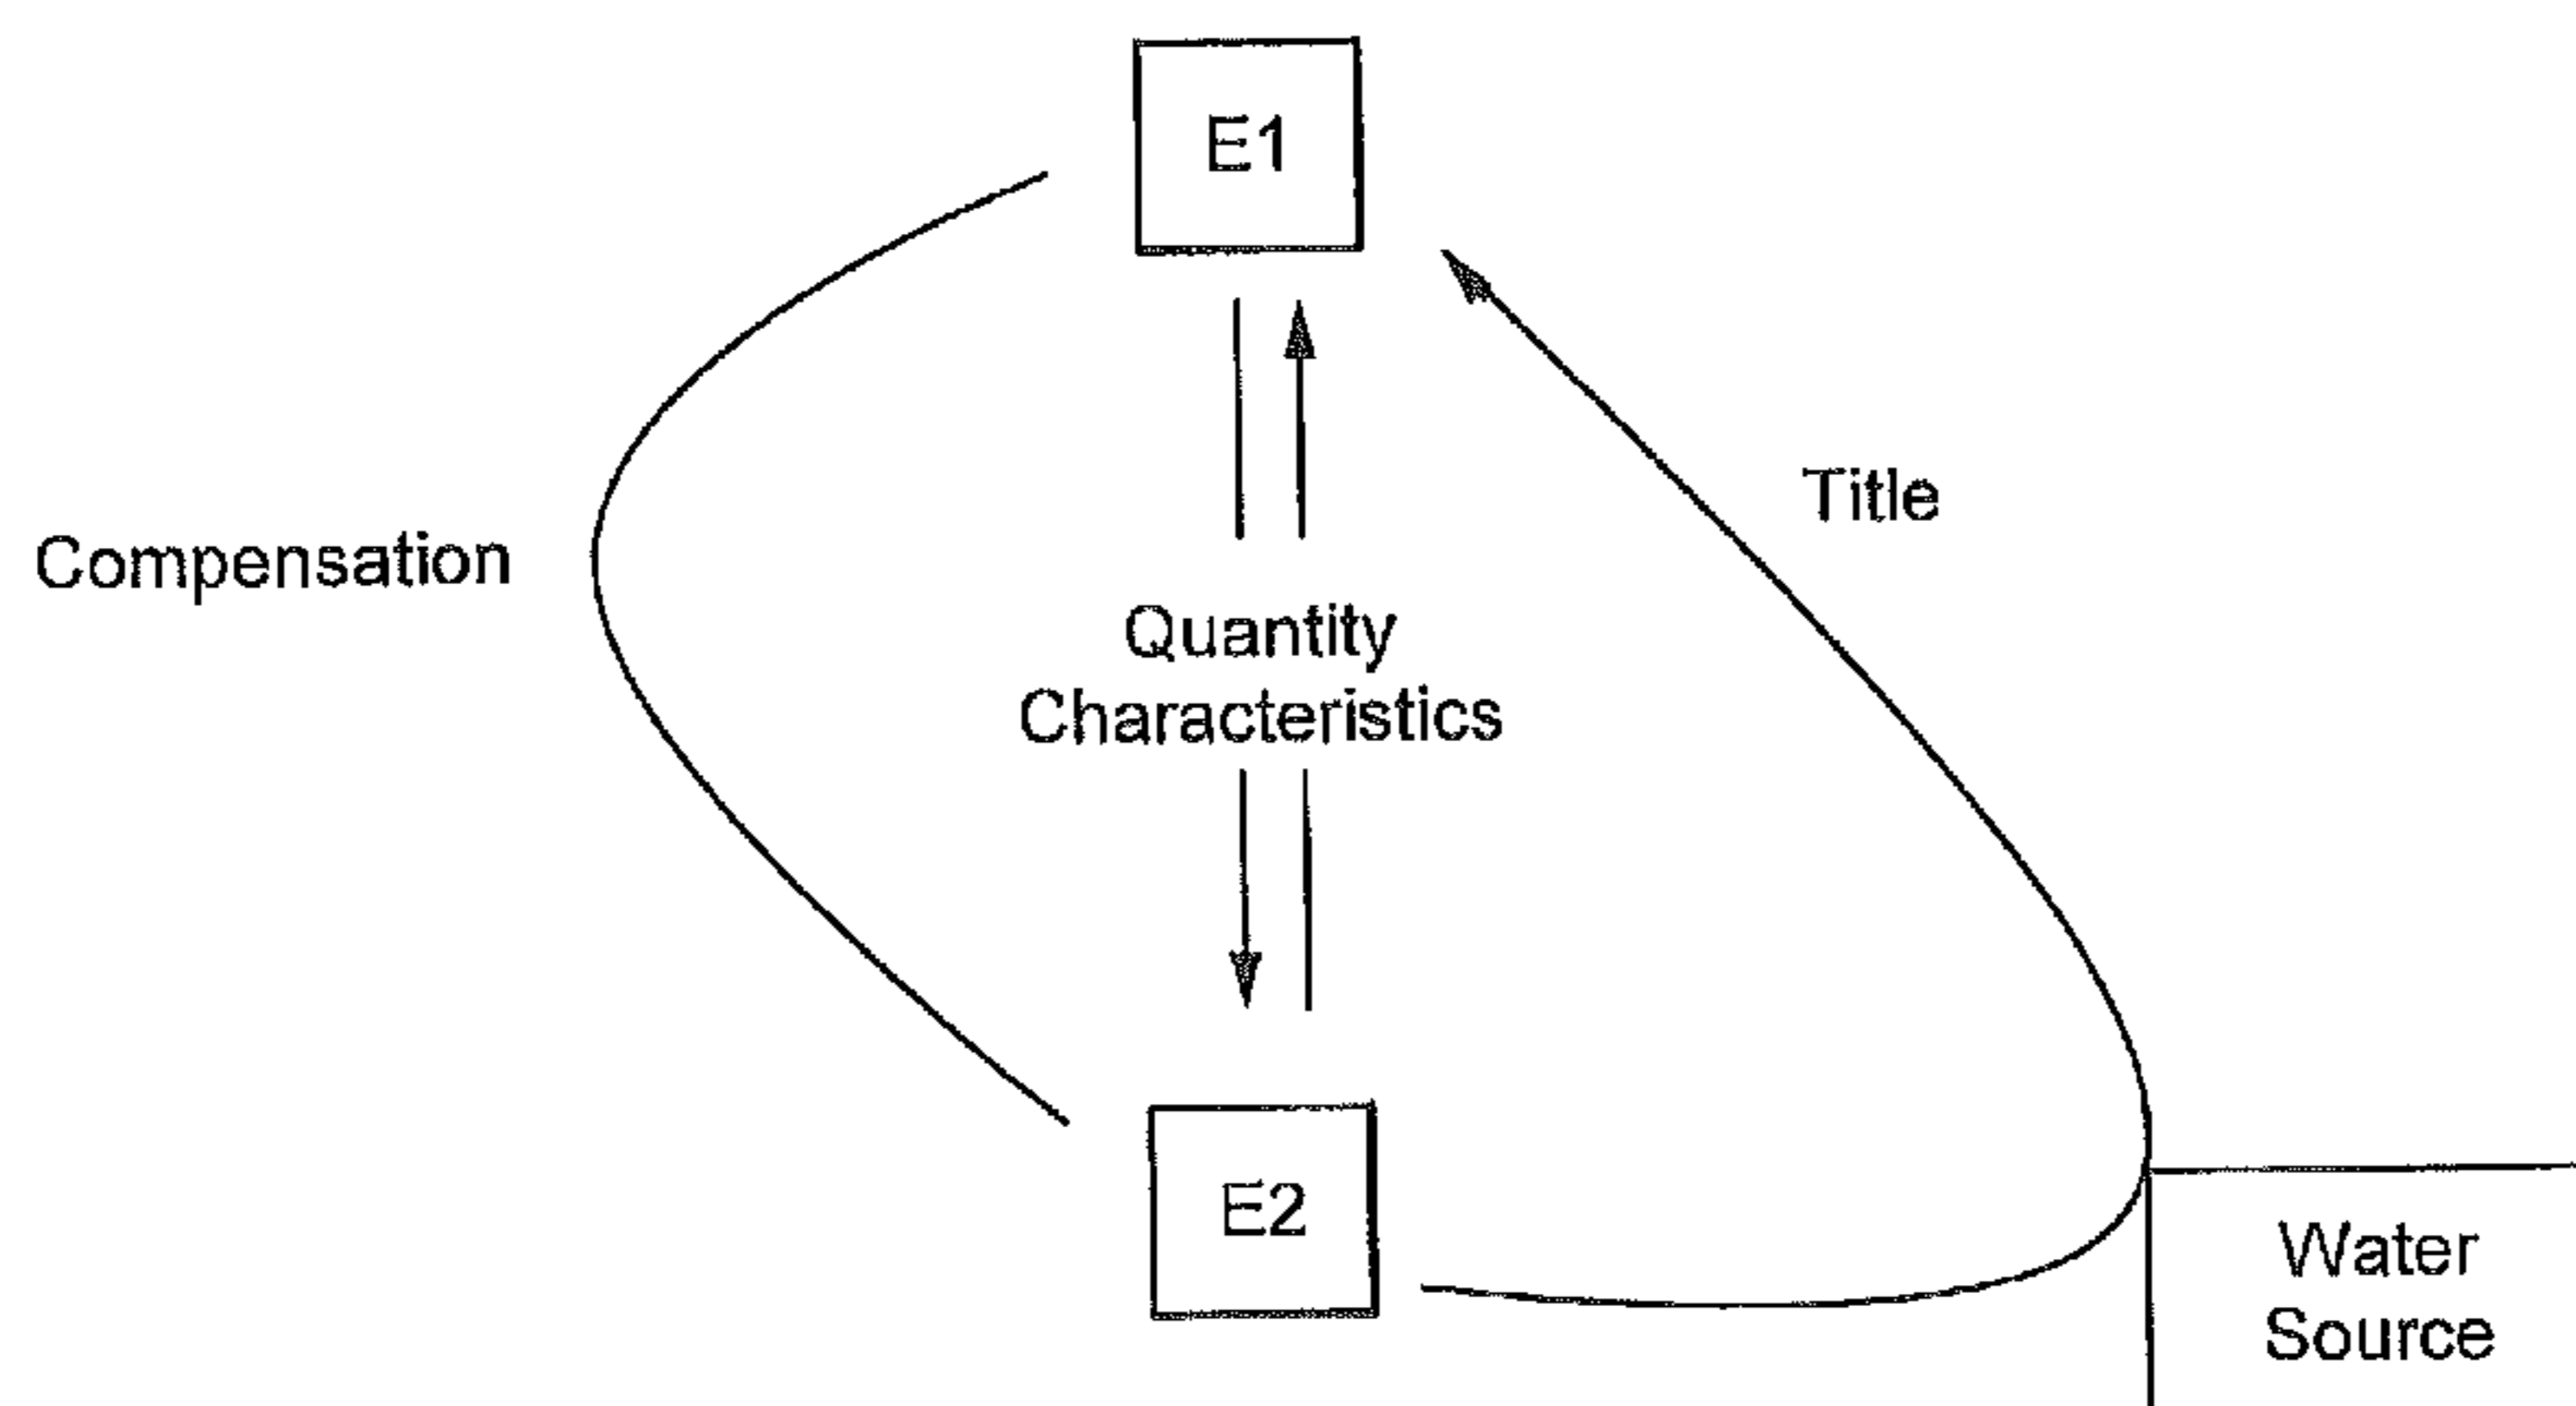 E1
Title
Compensation
Quantity
Characteristics
E2
Water
Source